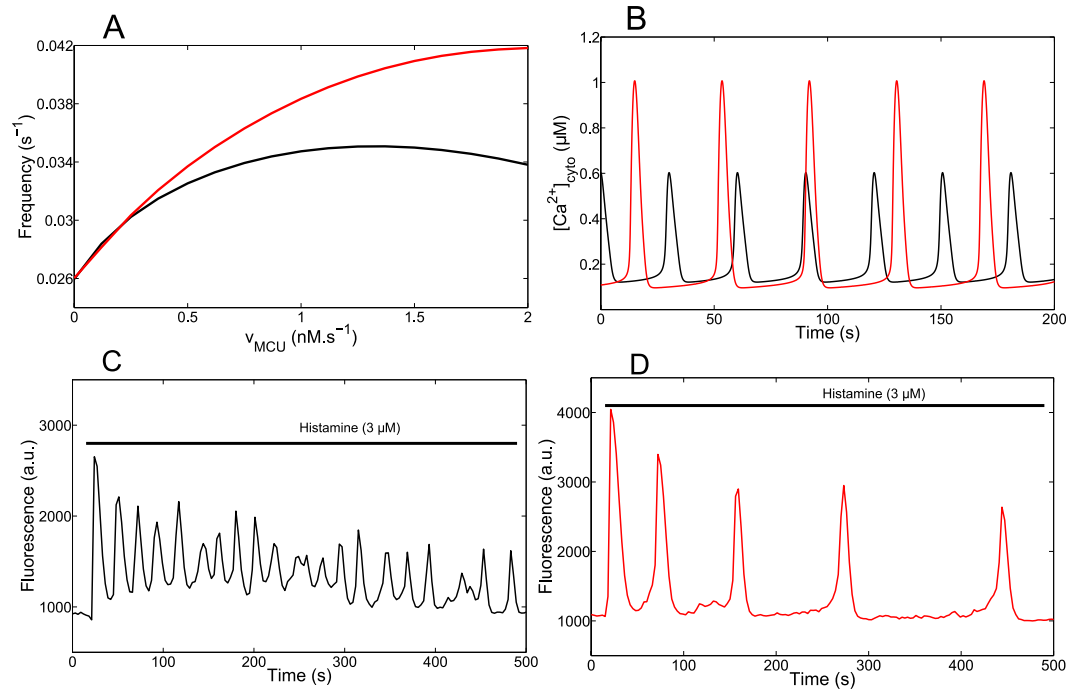 A
0.042
0.038
0.034
0.03
0.026
Frequency (s⁻¹)
0
0.5
1
1.5
2
v_MCU (nM.s⁻¹)
B
1.2
1
0.8
0.6
0.4
0.2
[Ca²⁺]cyto (µM)
0
50
100
150
200
Time (s)
C
Histamine (3 µM)
3000
2000
1000
Fluorescence (a.u.)
0
100
200
300
400
500
Time (s)
D
Histamine (3 µM)
4000
3000
2000
1000
Fluorescence (a.u.)
0
100
200
300
400
500
Time (s)